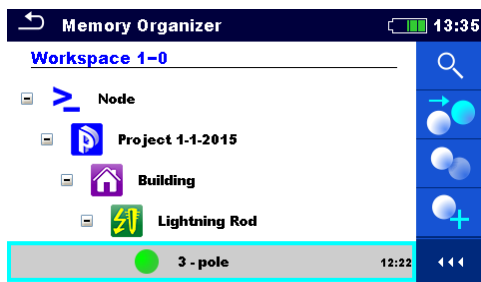 Memory Organizer 13:35
Workspace 1-0
Node
Project 1-1-2015
Building
Lightning Rod
3 - pole 12:22